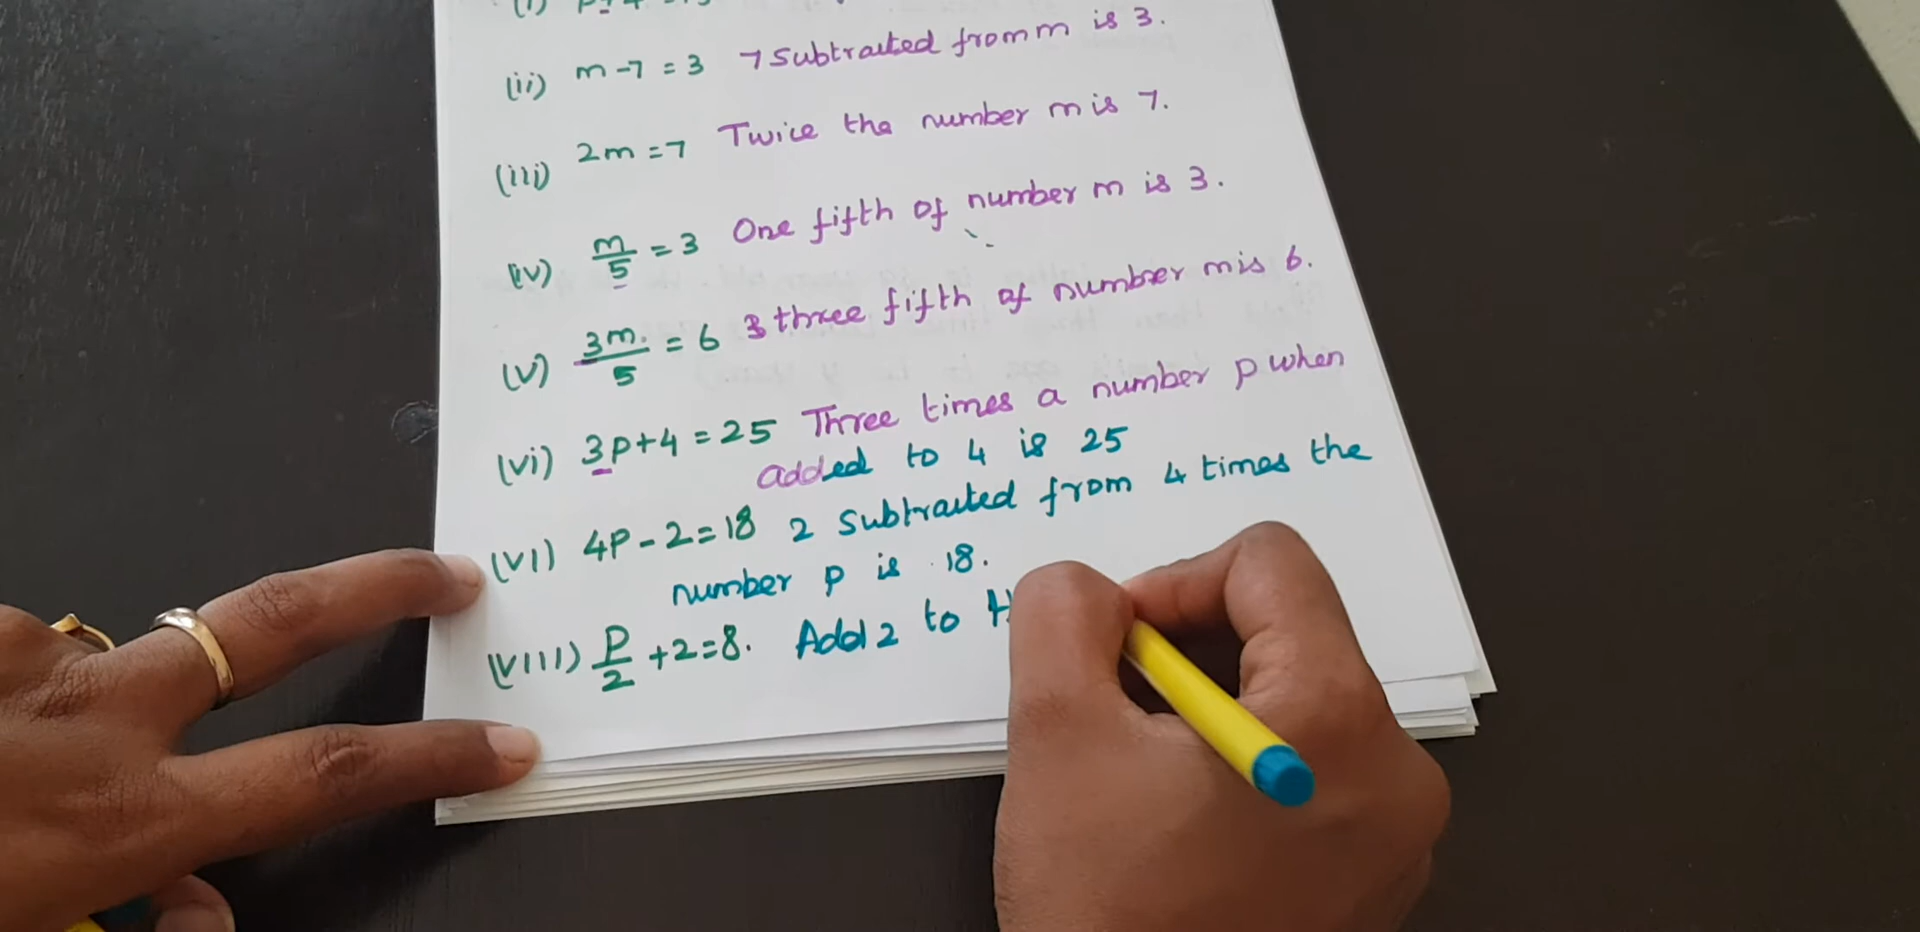 (ii) m - 7 = 3 7 Subtracted from m is 3.
(iii) 2m = 7 Twice the number m is 7.
(iv) m/5 = 3 One fifth of number m is 3.
(v) 3m/5 = 6 3 three fifth of number m is 6.
(vi) 3p+4 = 25 Three times a number p when
added to 4 is 25
(VI) 4P - 2 = 18 2 Subtracted from 4 times the
number p is 18.
(VIII) P/2 + 2 = 8. Add 2 to